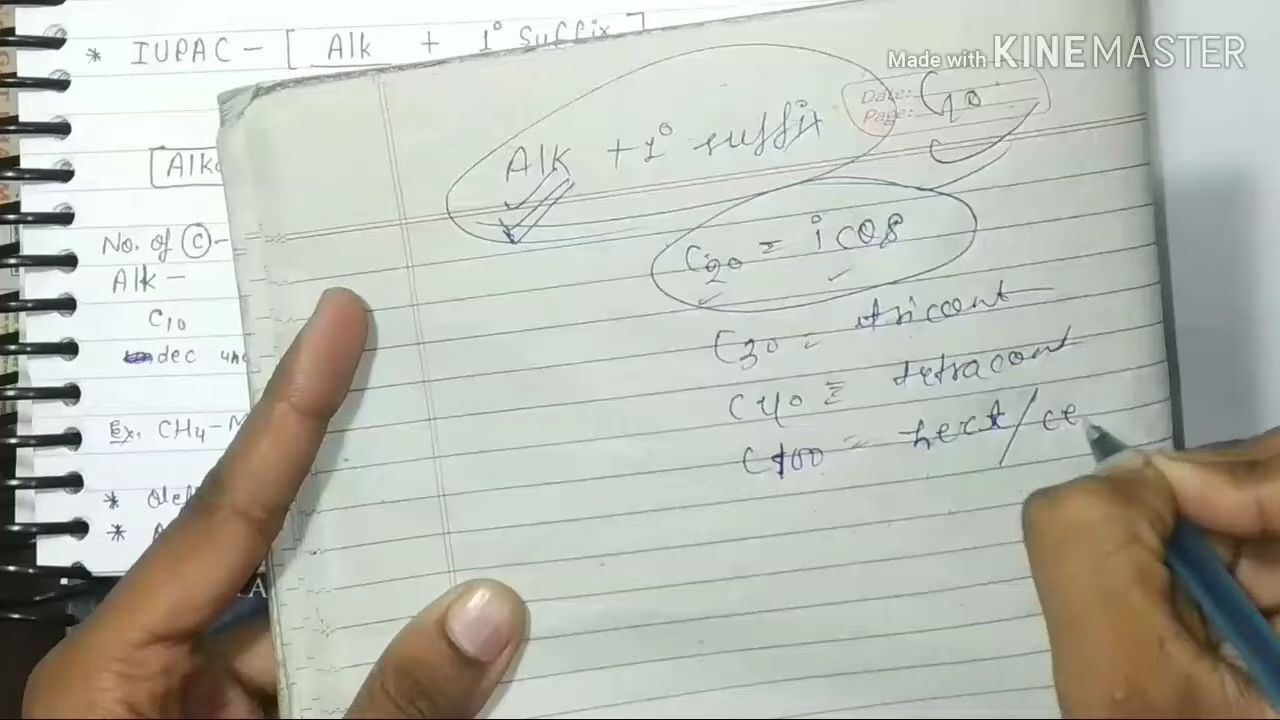 Made with KINEMASTER
* IUPAC - [ Alk + 1° Suffix ]
Date: C10
Page:
Alk + 1° suffix
[Alk
No. of C -
Alk -
C10
dec
Ex. CH4 -
*
*
C20 = icos
C30 = tricont
C40 = tetracont
C100 = hect/ce